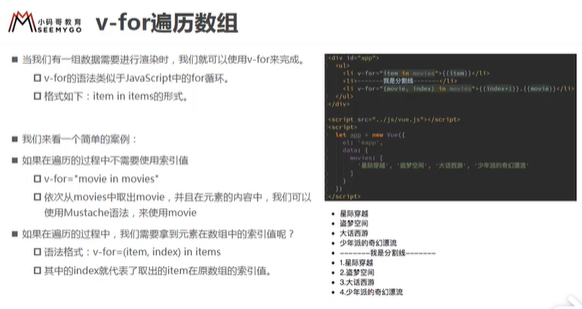 小码哥教育
SEEMYGO
v-for遍历数组
当我们有一组数据需要进行渲染时，我们就可以使用v-for来完成。
v-for的语法类似于JavaScript中的for循环。
格式如下：item in items的形式。
我们来看一个简单的案例：
如果在遍历的过程中不需要使用索引值
v-for="movie in movies"
依次从movies中取出movie，并且在元素的内容中，我们可以
使用Mustache语法，来使用movie
如果在遍历的过程中，我们需要拿到元素在数组中的索引值呢？
语法格式：v-for=(item, index) in items
其中的index就代表了取出的item在原数组的索引值。
<div id="app">
<ul>
<li v-for="item in movies">{{item}}</li>
<li>-------我是分割线-------</li>
<li v-for="(movie, index) in movies">{{index+1}}.{{movie}}</li>
</ul>
</div>
<script src="../js/vue.js"></script>
<script>
let app = new Vue({
el: '#app',
data: {
movies: [
'星际穿越', '盗梦空间', '大话西游', '少年派的奇幻漂流'
]
}
})
</script>
星际穿越
盗梦空间
大话西游
少年派的奇幻漂流
-------我是分割线-------
1.星际穿越
2.盗梦空间
3.大话西游
4.少年派的奇幻漂流